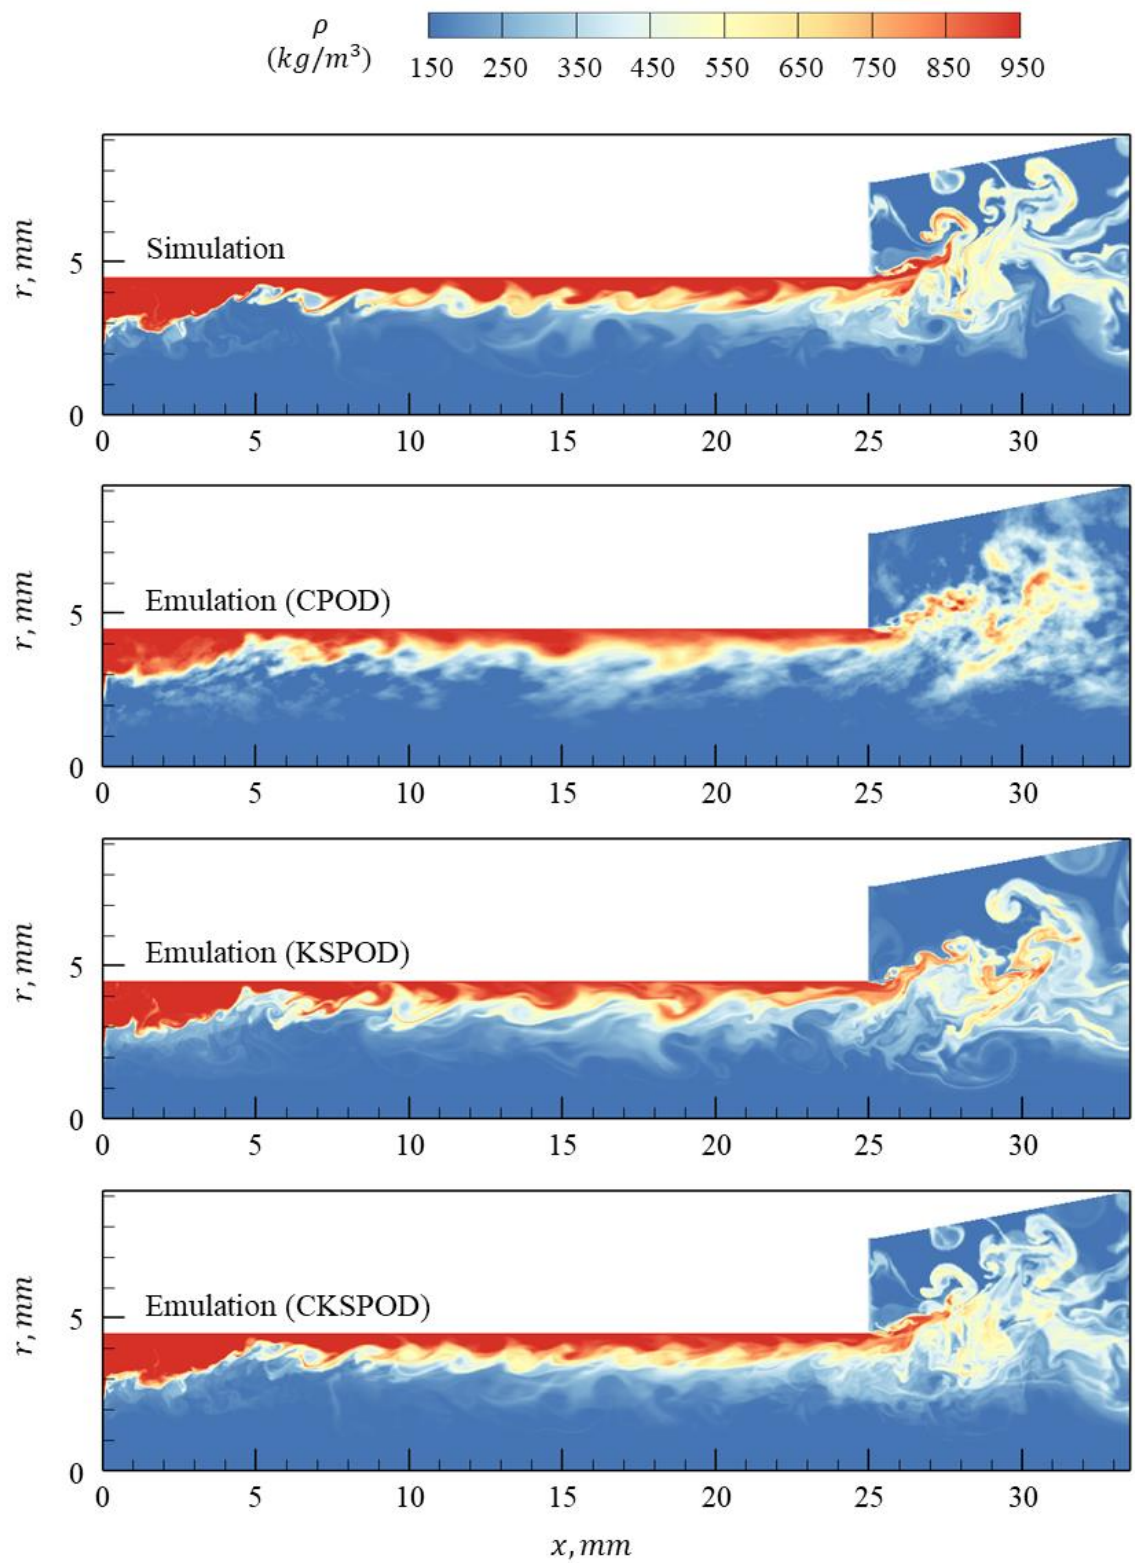 ρ
(kg/m³)
150 250 350 450 550 650 750 850 950
r, mm
5
0
Simulation
0 5 10 15 20 25 30
r, mm
5
0
Emulation (CPOD)
0 5 10 15 20 25 30
r, mm
5
0
Emulation (KSPOD)
0 5 10 15 20 25 30
r, mm
5
0
Emulation (CKSPOD)
0 5 10 15 20 25 30
x, mm